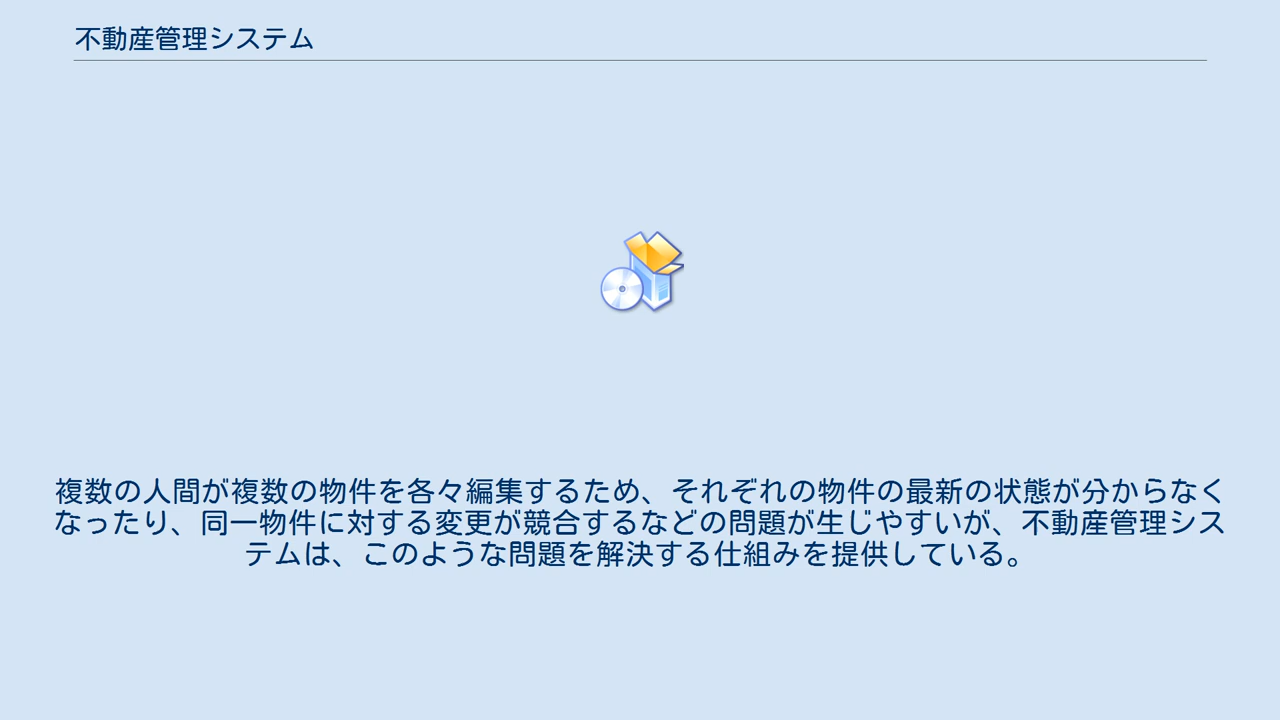 不動産管理システム
複数の人間が複数の物件を各々編集するため、それぞれの物件の最新の状態が分からなく
なったり、同一物件に対する変更が競合するなどの問題が生じやすいが、不動産管理シス
テムは、このような問題を解決する仕組みを提供している。